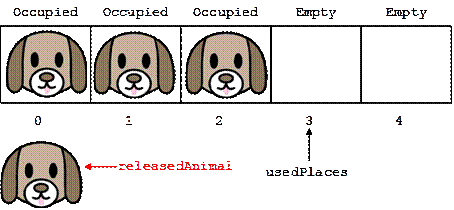 Occupied Occupied Occupied Empty Empty
0 1 2 3 4
releasedAnimal
usedPlaces